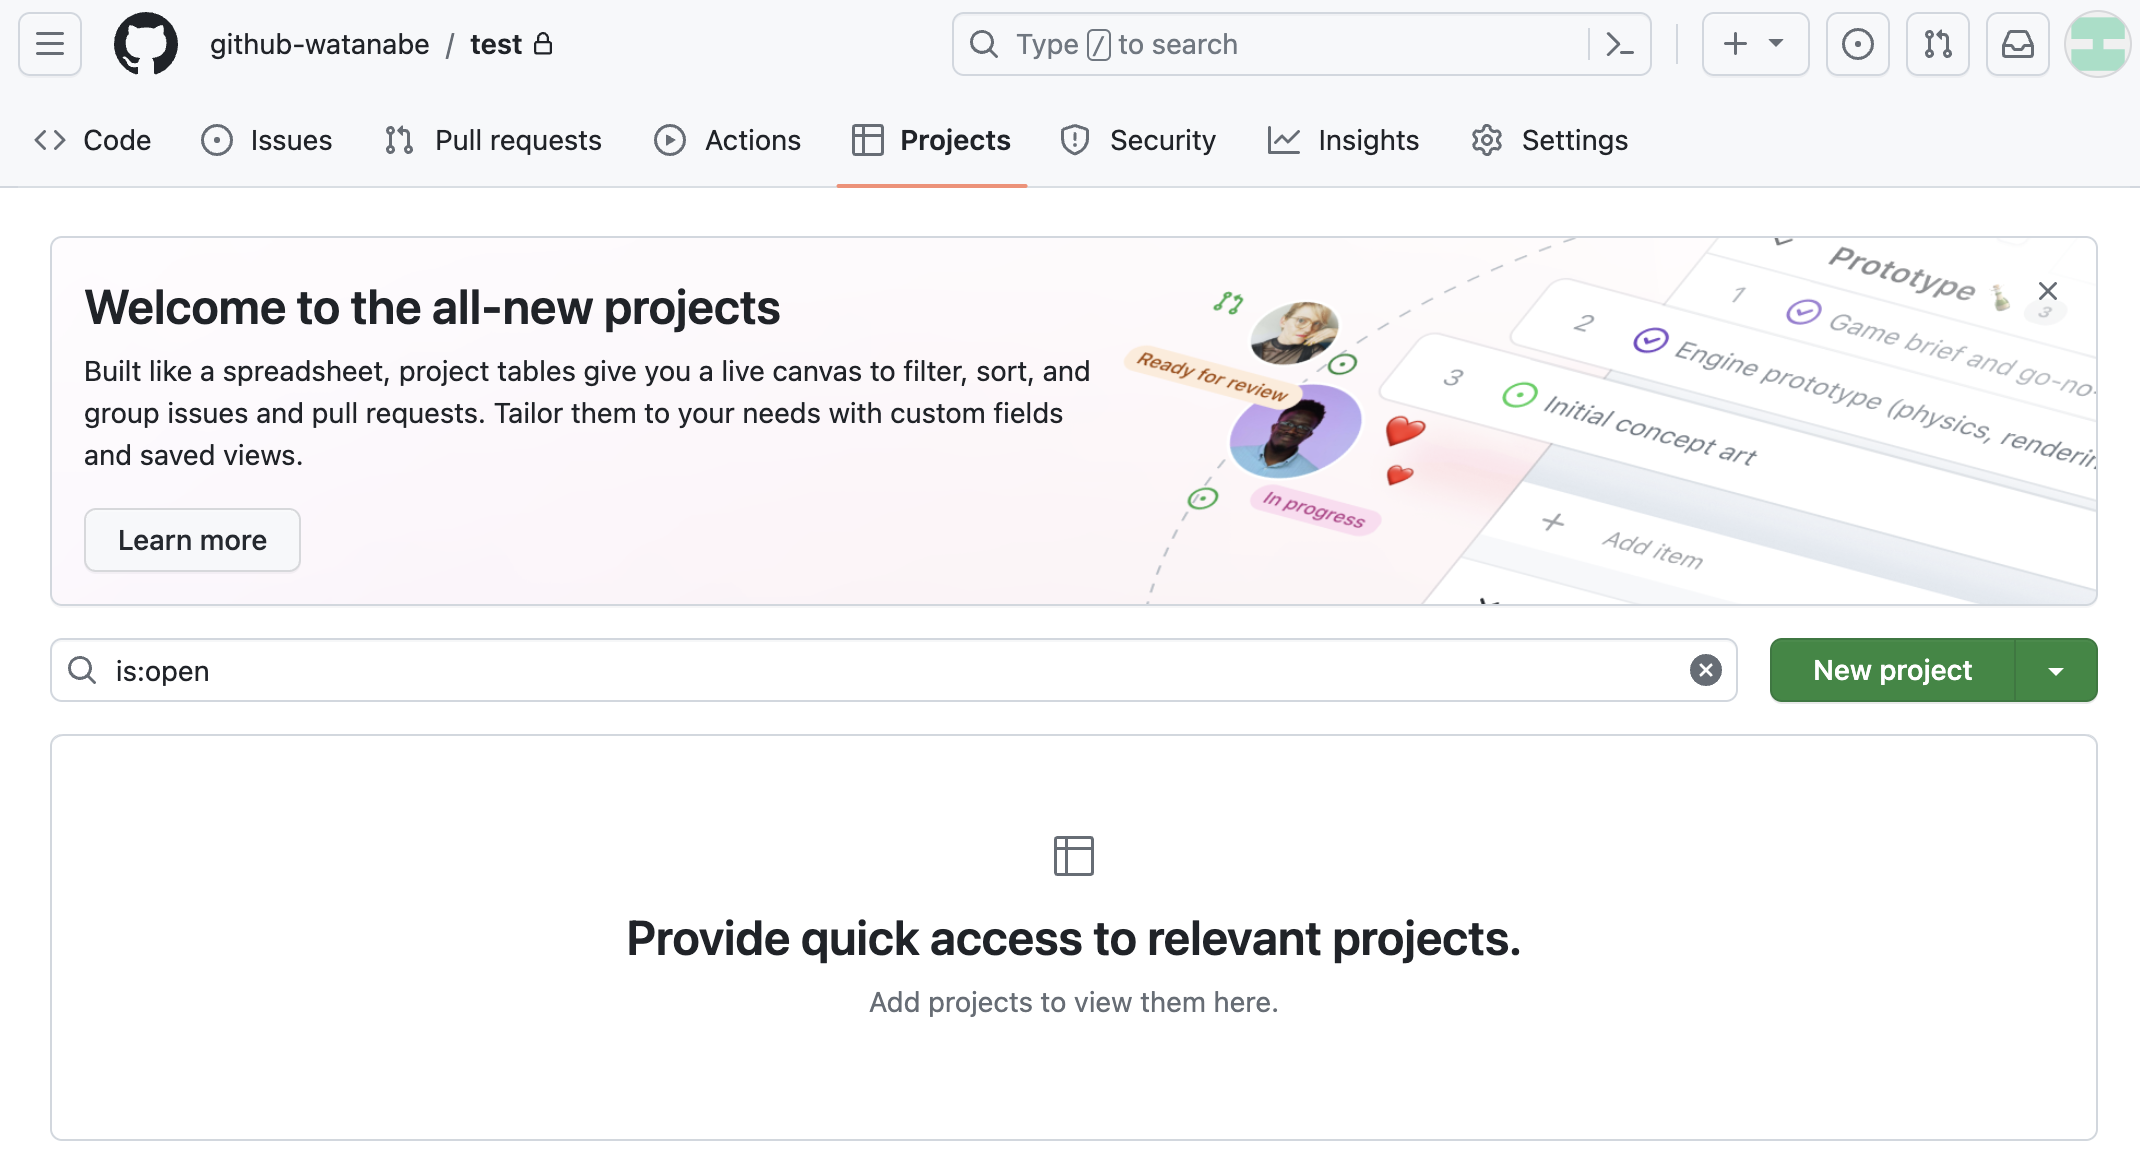 github-watanabe / test
Type / to search
Code
Issues
Pull requests
Actions
Projects
Security
Insights
Settings
Welcome to the all-new projects
Built like a spreadsheet, project tables give you a live canvas to filter, sort, and
group issues and pull requests. Tailor them to your needs with custom fields
and saved views.
Learn more
Ready for review
In progress
Prototype
3
1
Game brief and go-no-
2
Engine prototype (physics, renderin
3
Initial concept art
+ Add item
is:open
New project
Provide quick access to relevant projects.
Add projects to view them here.